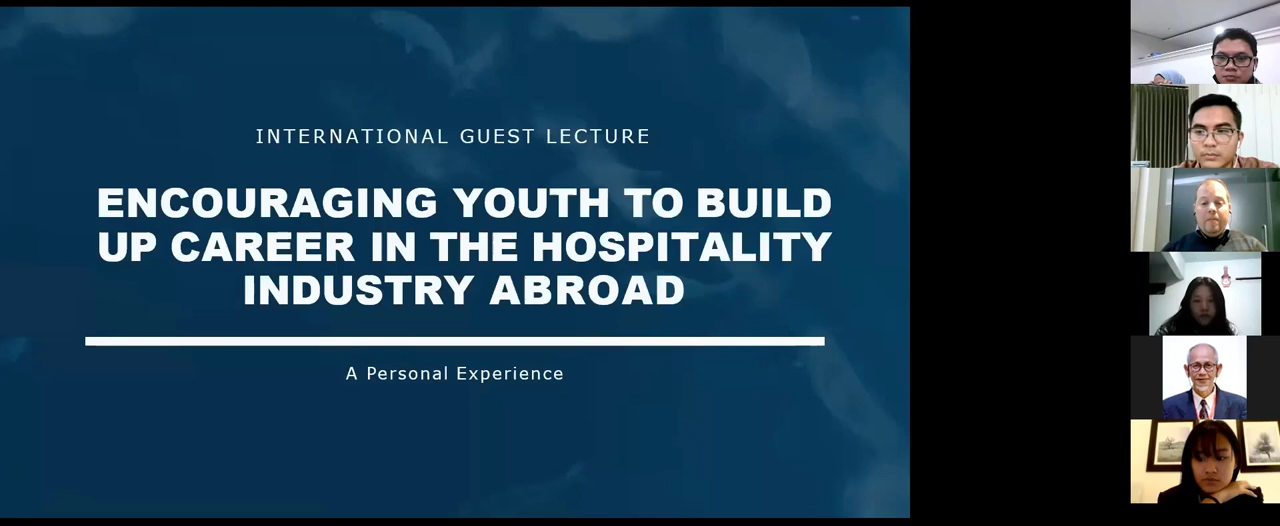 INTERNATIONAL GUEST LECTURE
ENCOURAGING YOUTH TO BUILD
UP CAREER IN THE HOSPITALITY
INDUSTRY ABROAD
A Personal Experience